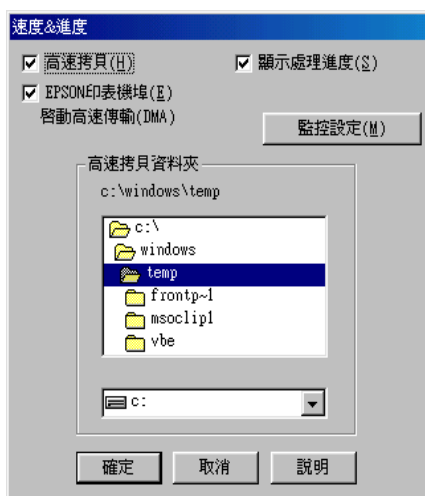 速度&進度
高速拷貝(H)
顯示處理進度(S)
EPSON印表機埠(E)
啓動高速傳輸(DMA)
監控設定(M)
高速拷貝資料夾
c:\windows\temp
c:\
windows
temp
frontp~1
msoclip1
vbe
c:
確定
取消
説明